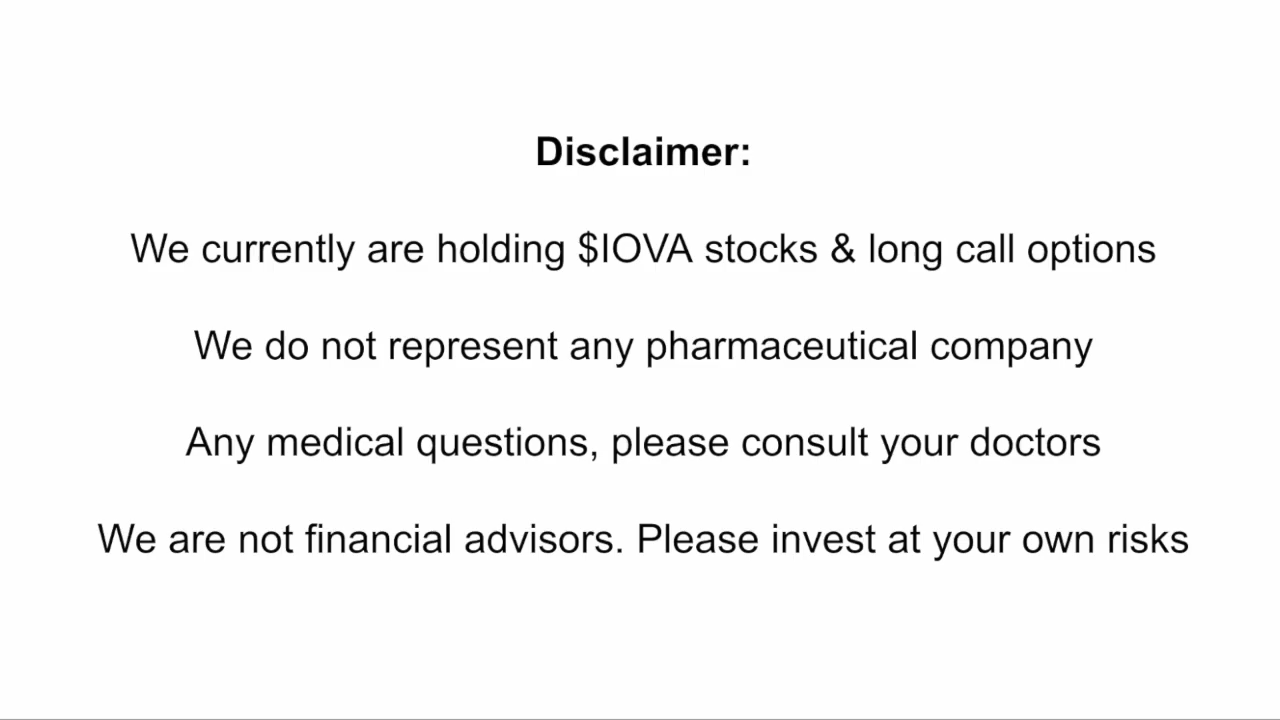 Disclaimer:
We currently are holding $IOVA stocks & long call options
We do not represent any pharmaceutical company
Any medical questions, please consult your doctors
We are not financial advisors. Please invest at your own risks